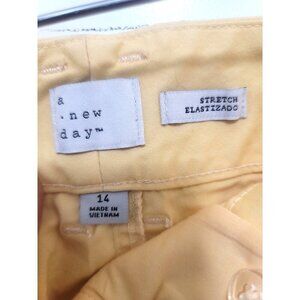 a
new
day™
STRETCH
ELASTIZADO
14
MADE IN
VIETNAM